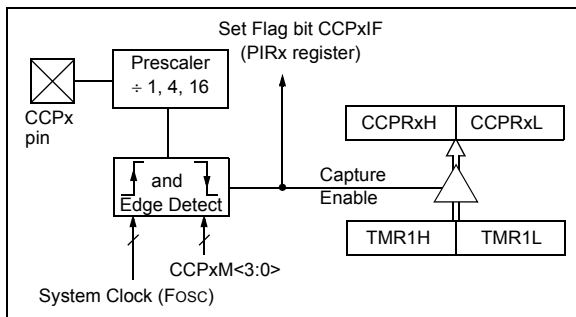 Set Flag bit CCPxIF
(PIRx register)
Prescaler
÷ 1, 4, 16
CCPx
pin
CCPRxH
CCPRxL
and
Edge Detect
Capture
Enable
TMR1H
TMR1L
CCPxM<3:0>
System Clock (FOSC)